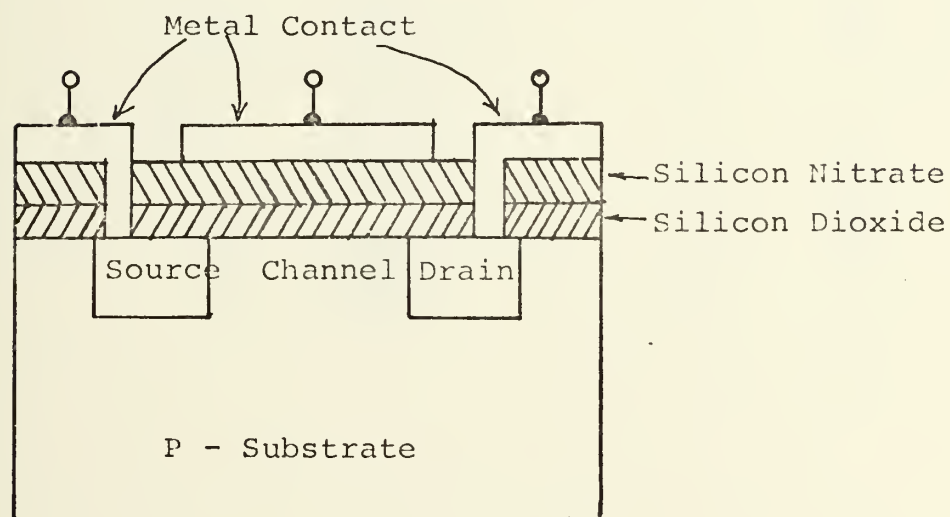 Metal Contact
Silicon Nitrate
Silicon Dioxide
Source Channel Drain
P - Substrate